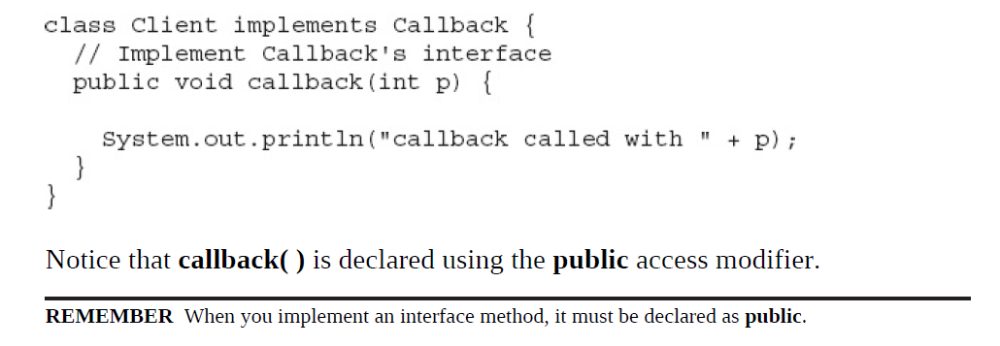 class Client implements Callback {
// Implement Callback's interface
public void callback(int p) {
System.out.println("callback called with " + p);
}
}
Notice that callback( ) is declared using the public access modifier.
REMEMBER When you implement an interface method, it must be declared as public.